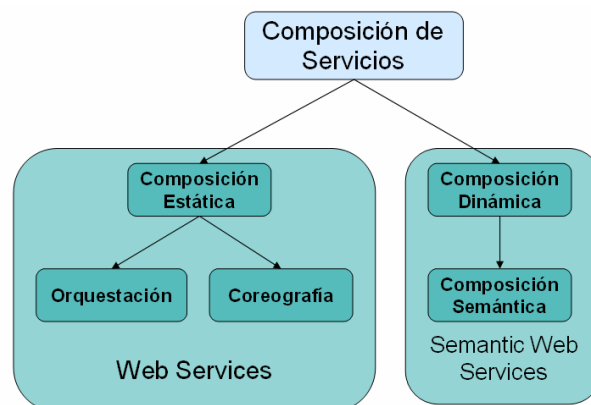 Composición de
Servicios
Composición
Estática
Orquestación
Coreografía
Web Services
Composición
Dinámica
Composición
Semántica
Semantic Web
Services